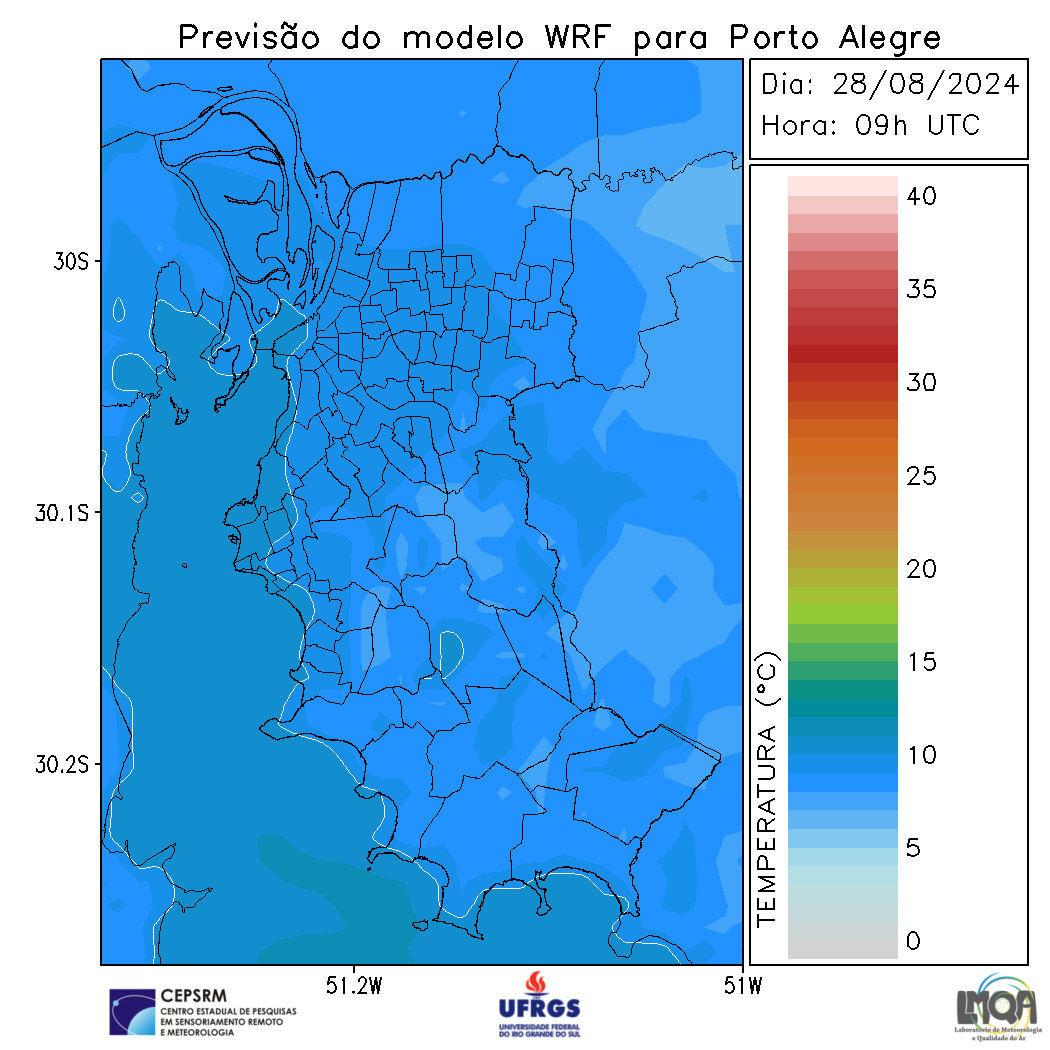 Previsão do modelo WRF para Porto Alegre
Dia: 28/08/2024
Hora: 09h UTC
40
35
30
25
20
15
10
5
0
TEMPERATURA (°C)
30S
30.1S
30.2S
51.2W
51W
CEPSRM
CENTRO ESTADUAL DE PESQUISAS
EM SENSORIAMENTO REMOTO
E METEOROLOGIA
UFRGS
UNIVERSIDADE FEDERAL
DO RIO GRANDE DO SUL
LMQA
Laboratório de Meteorologia
e Qualidade do Ar